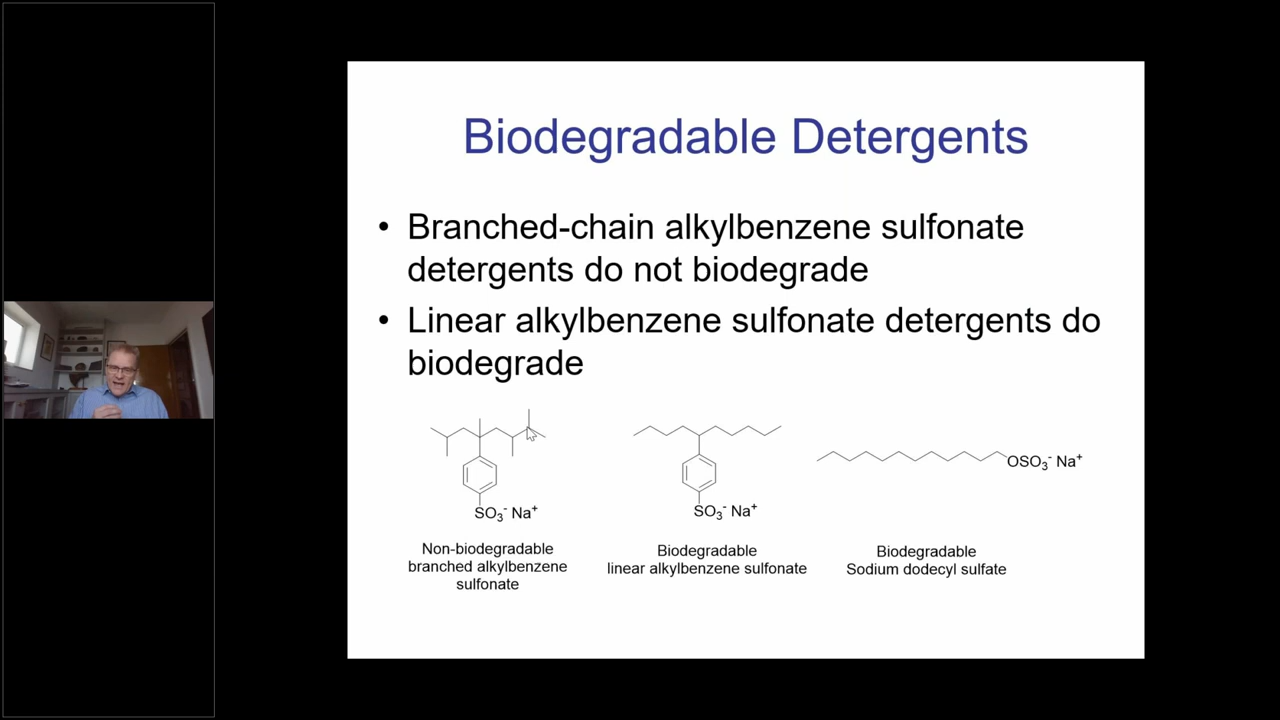 Biodegradable Detergents
• Branched-chain alkylbenzene sulfonate
detergents do not biodegrade
• Linear alkylbenzene sulfonate detergents do
biodegrade
SO₃⁻ Na⁺
SO₃⁻ Na⁺
OSO₃⁻ Na⁺
Non-biodegradable
branched alkylbenzene
sulfonate
Biodegradable
linear alkylbenzene sulfonate
Biodegradable
Sodium dodecyl sulfate